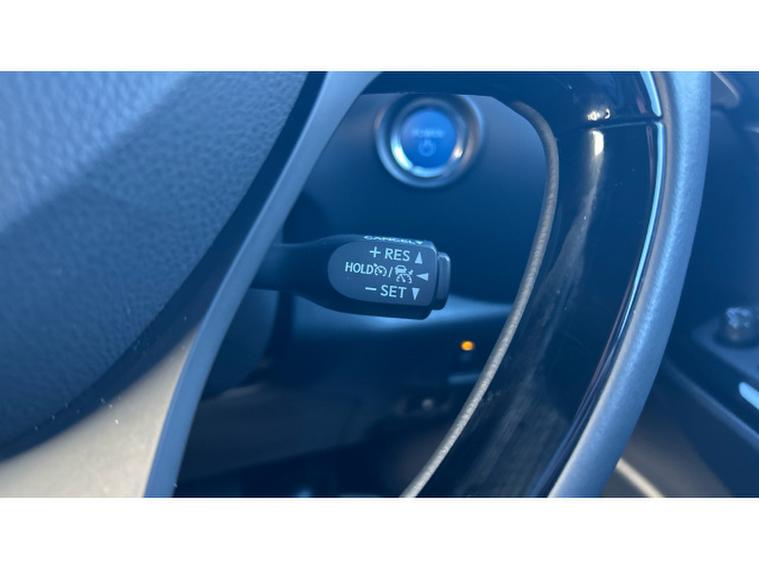 CANCEL
+ RES ▲
HOLD /
− SET ▼